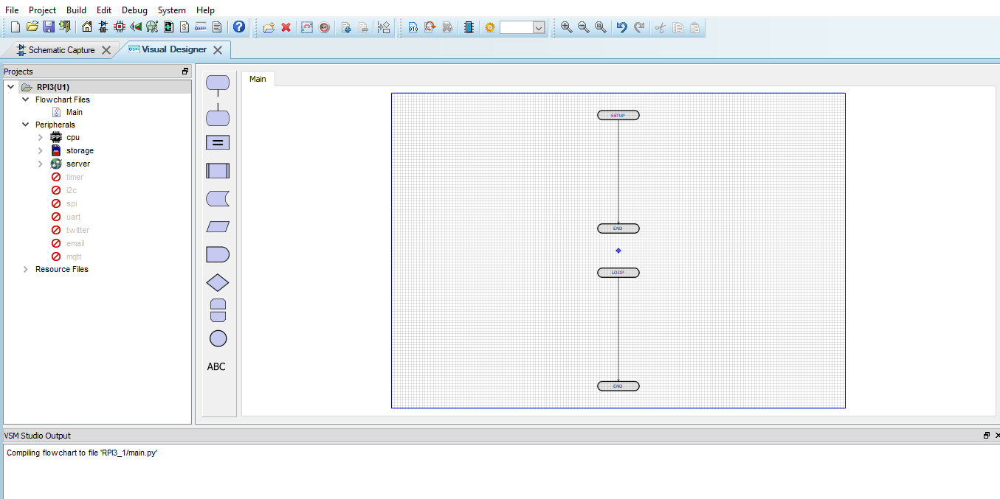 File Project Build Edit Debug System Help
Schematic Capture
Visual Designer
Projects
RPI3(U1)
Flowchart Files
Main
Peripherals
cpu
storage
server
timer
i2c
spi
uart
twitter
email
mqtt
Resource Files
ABC
Main
SETUP
END
LOOP
END
VSM Studio Output
Compiling flowchart to file 'RPI3_1/main.py'